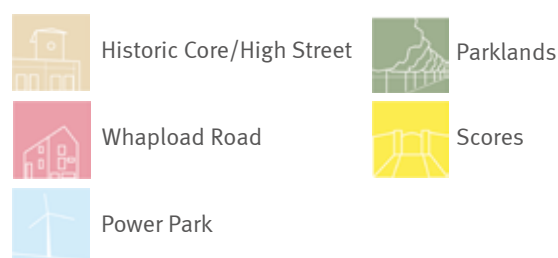 Historic Core/High Street
Whapload Road
Power Park
Parklands
Scores